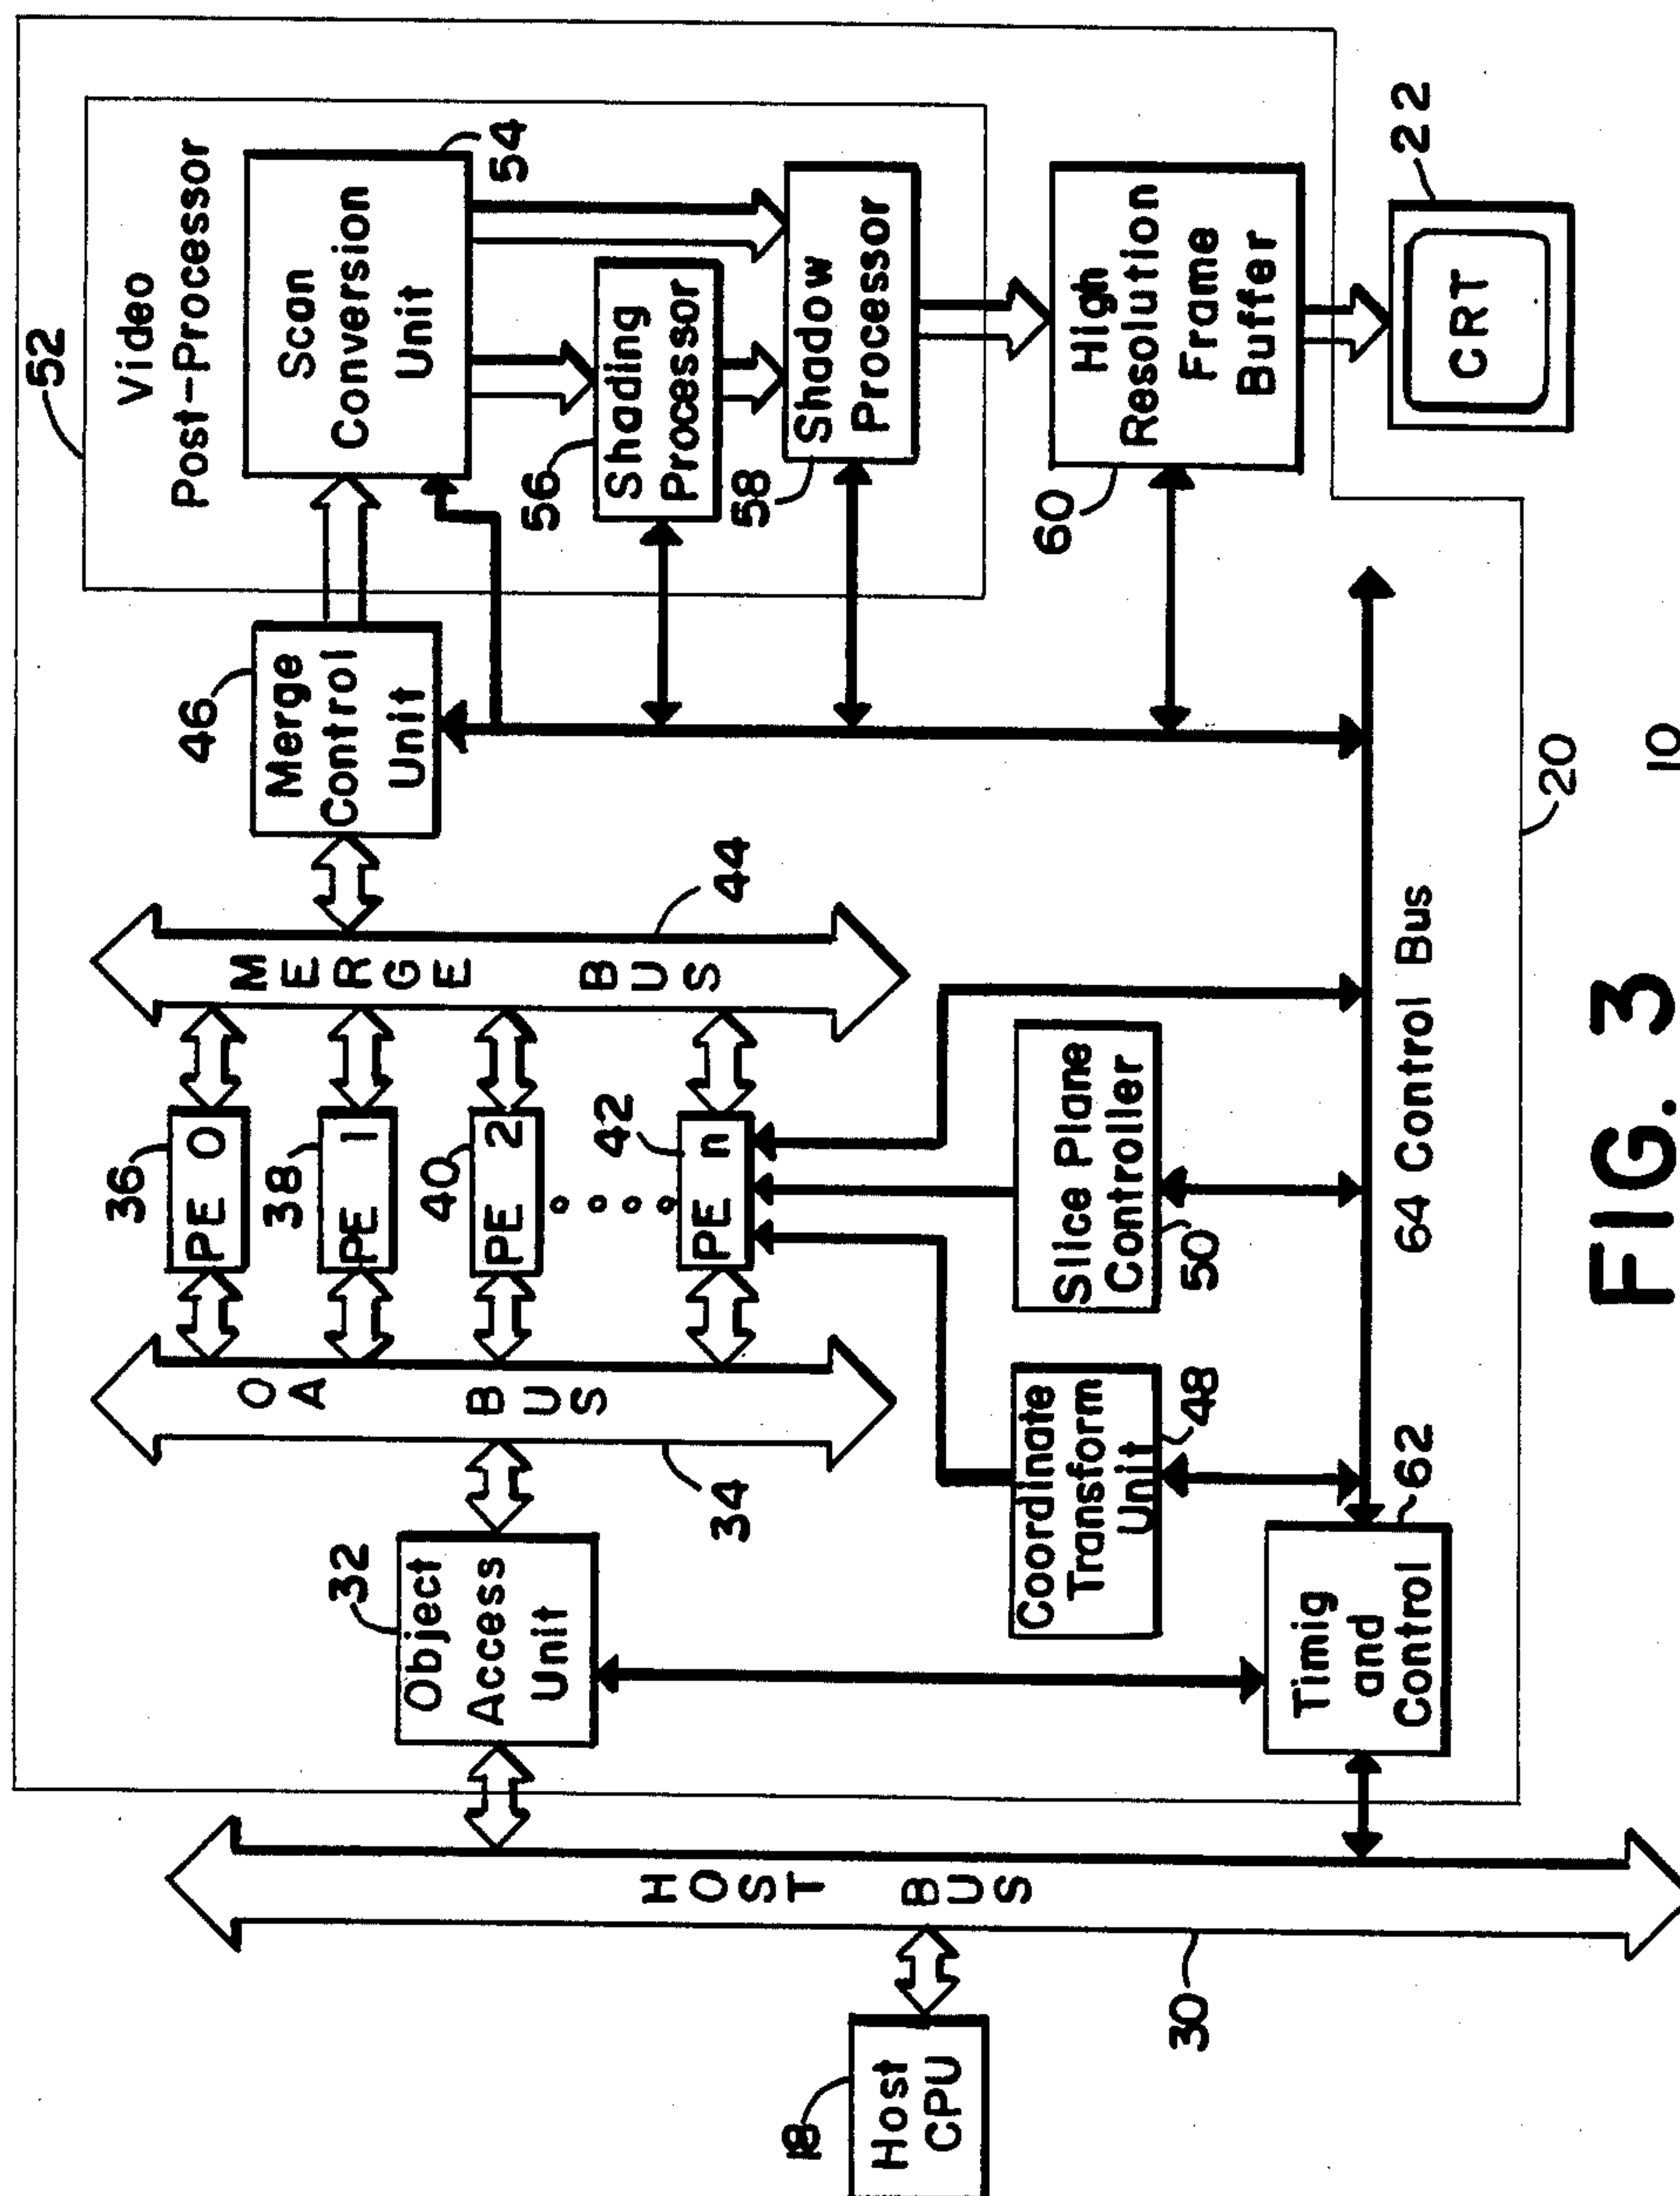 52
Video
Post-Processor
46
Merge
Control
Unit
Scan
Conversion
Unit
54
36
PE 0
38
PE 1
40
PE 2
42
PE n
OA BUS
MERGE BUS
44
34
32
Object
Access
Unit
56
Shading
Processor
58
Shadow
Processor
HOST BUS
18
Host
CPU
30
Coordinate
Transform
Unit
48
Slice Plane
Controller
50
60
High
Resolution
Frame
Buffer
Timig
and
Control
62
64 Control Bus
CRT
22
20
10
FIG. 3